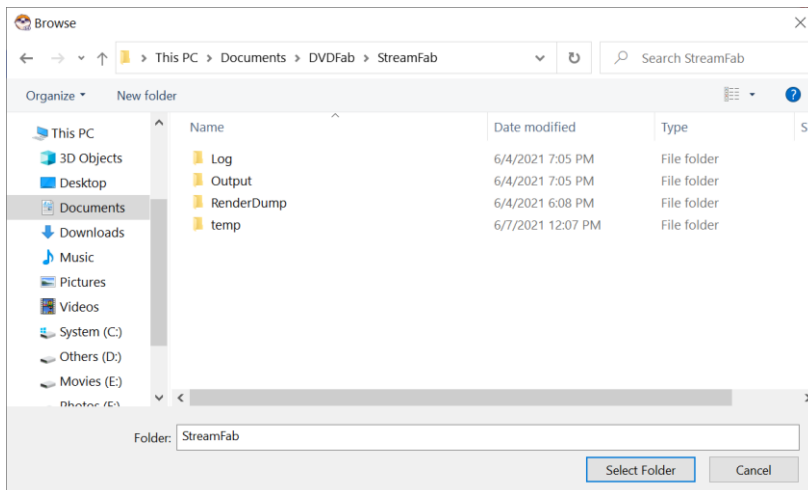 Browse
This PC > Documents > DVDFab > StreamFab
Search StreamFab
Organize
New folder
?
This PC
3D Objects
Desktop
Documents
Downloads
Music
Pictures
Videos
System (C:)
Others (D:)
Movies (E:)
Name Date modified Type S
Log 6/4/2021 7:05 PM File folder
Output 6/4/2021 7:05 PM File folder
RenderDump 6/4/2021 6:08 PM File folder
temp 6/7/2021 12:07 PM File folder
Folder: StreamFab
Select Folder
Cancel